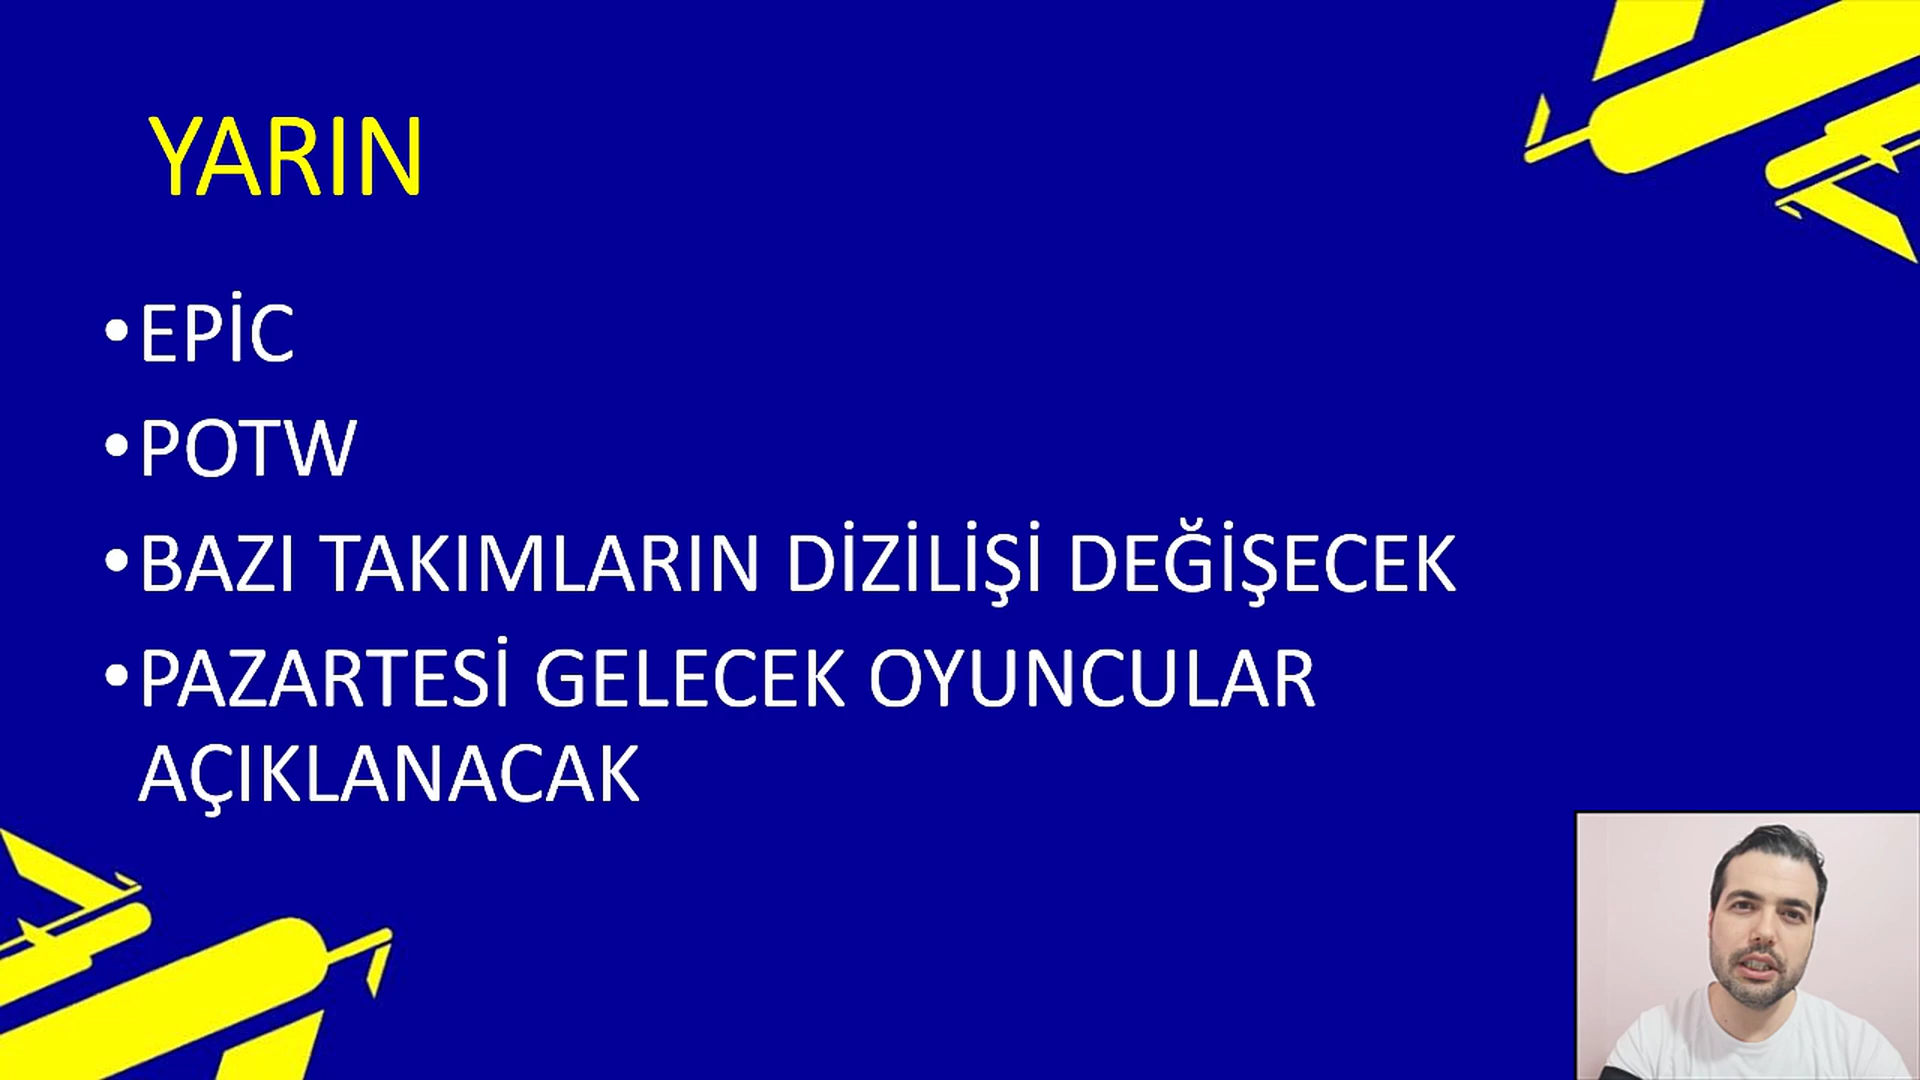 YARIN
•EPİC
•POTW
•BAZI TAKIMLARIN DİZİLİŞİ DEĞİŞECEK
•PAZARTESİ GELECEK OYUNCULAR
AÇIKLANACAK